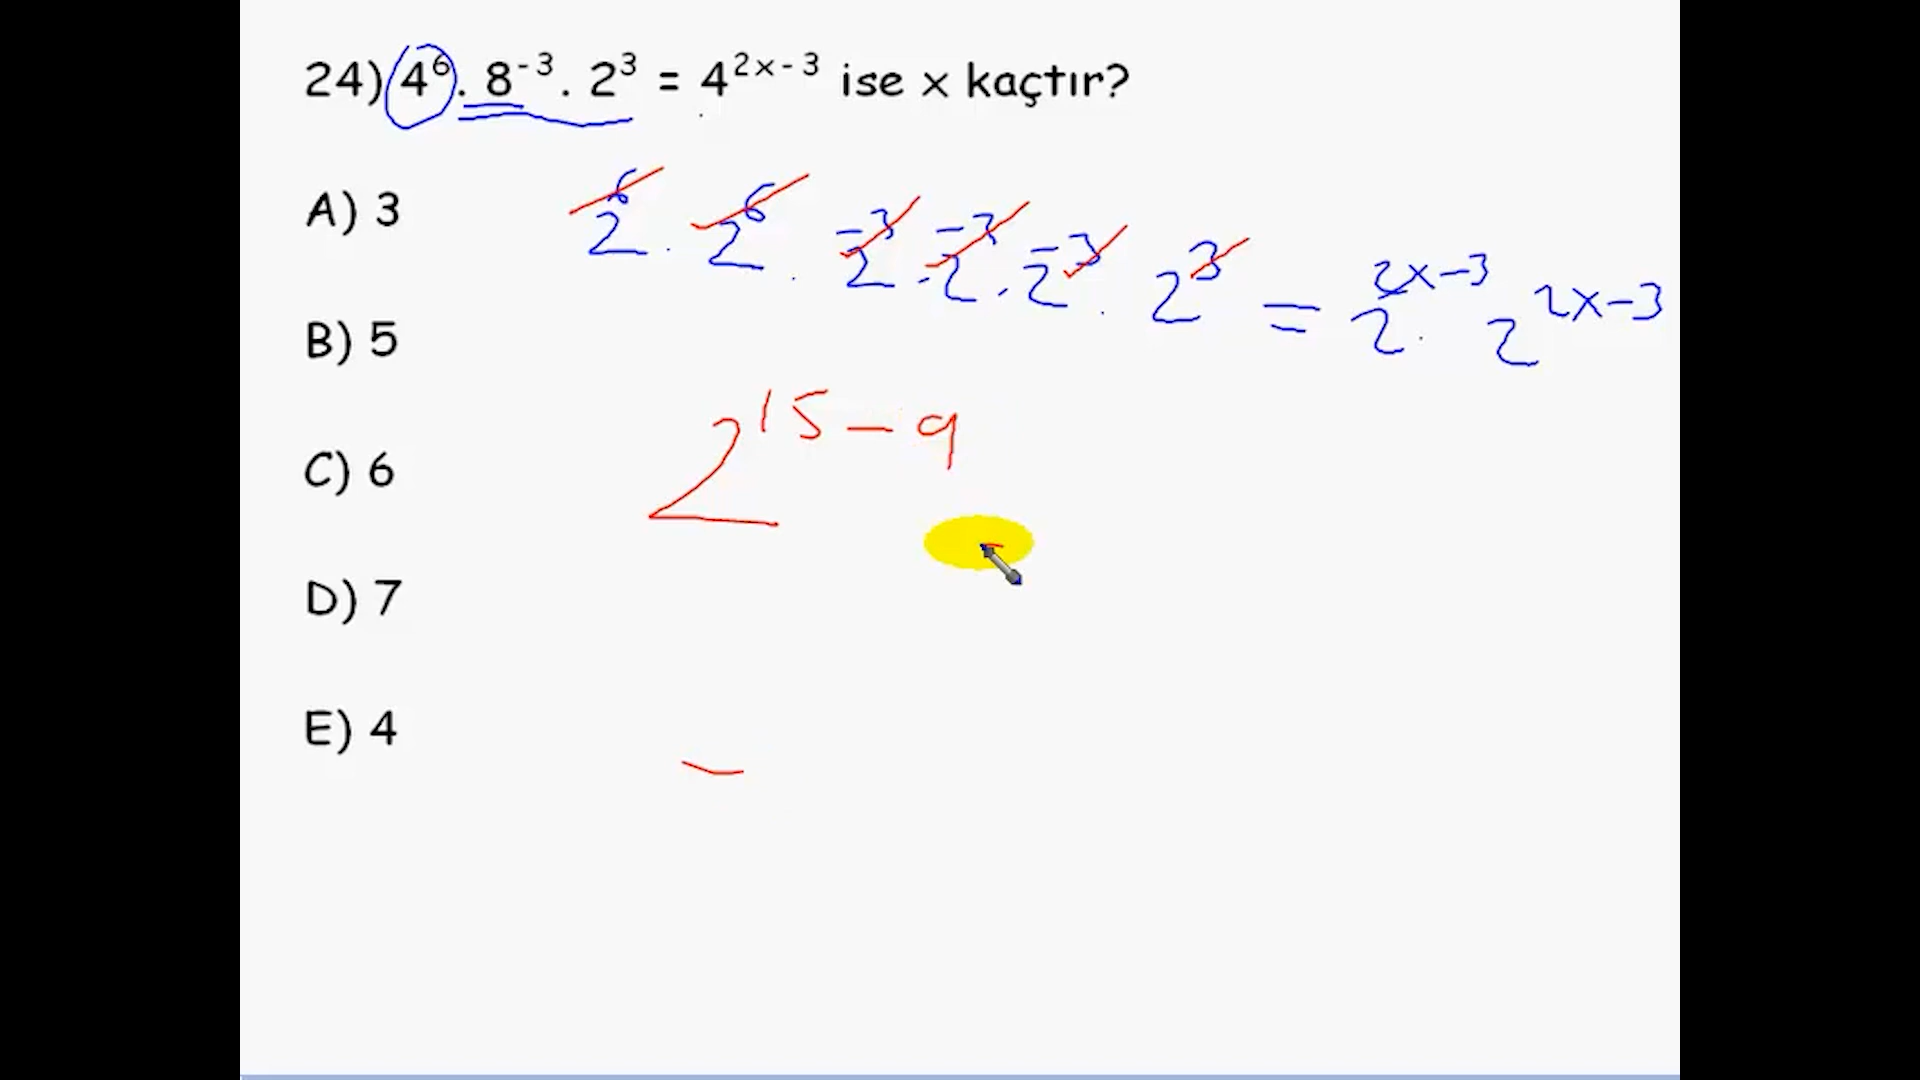 24) 4⁶ . 8⁻³ . 2³ = 4²ˣ⁻³ ise x kaçtır?
A) 3
2⁶ . 2⁶ . 2⁻³ . 2⁻³ . 2⁻³ . 2³ = 2²ˣ⁻³ . 2²ˣ⁻³
B) 5
2¹⁵⁻⁹
C) 6
D) 7
E) 4